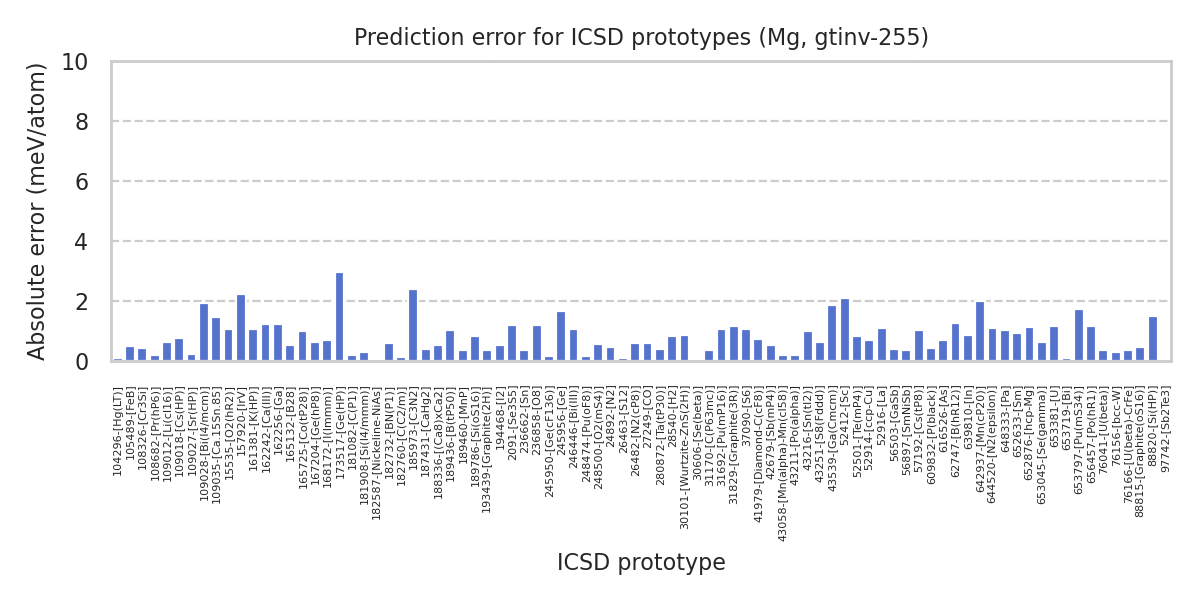 Prediction error for ICSD prototypes (Mg, gtinv-255)
Absolute error (meV/atom)
10
8
6
4
2
0
104296-[Hg(LT)]
105489-[FeB]
108326-[Cr3Si]
108682-[Pr(hP6)]
109012-[Li(cI16)]
109018-[Cs(HP)]
109027-[Sr(HP)]
109028-[Bi(I4/mcm)]
109035-[Ca.15Sn.85]
15535-[O2(hR2)]
157920-[IrV]
161381-[K(HP)]
162242-[Ca(III)]
162256-[Ga]
165132-[B28]
165725-[Co(tP28)]
167204-[Ge(hP8)]
168172-[I(Immm)]
173517-[Ge(HP)]
181082-[C(P1)]
181908-[Si(I4/mmm)]
182587-[Nickeline-NiAs]
182732-[BN(P1)]
182760-[C(C2/m)]
185973-[C3N2]
187431-[CaHg2]
188336-[(Ca8)xCa2]
189436-[B(tP50)]
189460-[MnP]
189786-[Si(oS16)]
193439-[Graphite(2H)]
194468-[I2]
2091-[Se3S5]
236662-[Sn]
236858-[O8]
245950-[Ge(cF136)]
245956-[Ge]
246446-[Bi(III)]
248474-[Pu(oF8)]
248500-[O2(mS4)]
24892-[N2]
26463-[S12]
26482-[N2(cP8)]
27249-[CO]
280872-[Ta(tP30)]
28540-[H2]
30101-[Wurtzite-ZnS(2H)]
30606-[Se(beta)]
31170-[C(P63mc)]
31692-[Pu(mP16)]
31829-[Graphite(3R)]
37090-[S6]
41979-[Diamond-C(cF8)]
42679-[Sb(mP4)]
43058-[Mn(alpha)-Mn(cI58)]
43211-[Po(alpha)]
43216-[Sn(tI2)]
43251-[S8(Fddd)]
43539-[Ga(Cmcm)]
52412-[Sc]
52501-[Te(mP4)]
52914-[fcc-Cu]
52916-[La]
56503-[GaSb]
56897-[SmNiSb]
57192-[Cs(tP8)]
609832-[P(black)]
616526-[As]
62747-[B(hR12)]
639810-[In]
642937-[Mn(cP20)]
644520-[N2(epsilon)]
648333-[Pa]
652633-[Sm]
652876-[hcp-Mg]
653045-[Se(gamma)]
653381-[U]
653719-[Bi]
653797-[Pu(mS34)]
656457-[Po(hR1)]
76041-[U(beta)]
76156-[bcc-W]
76166-[U(beta)-CrFe]
88815-[Graphite(oS16)]
88820-[Si(HP)]
97742-[Sb2Te3]
ICSD prototype